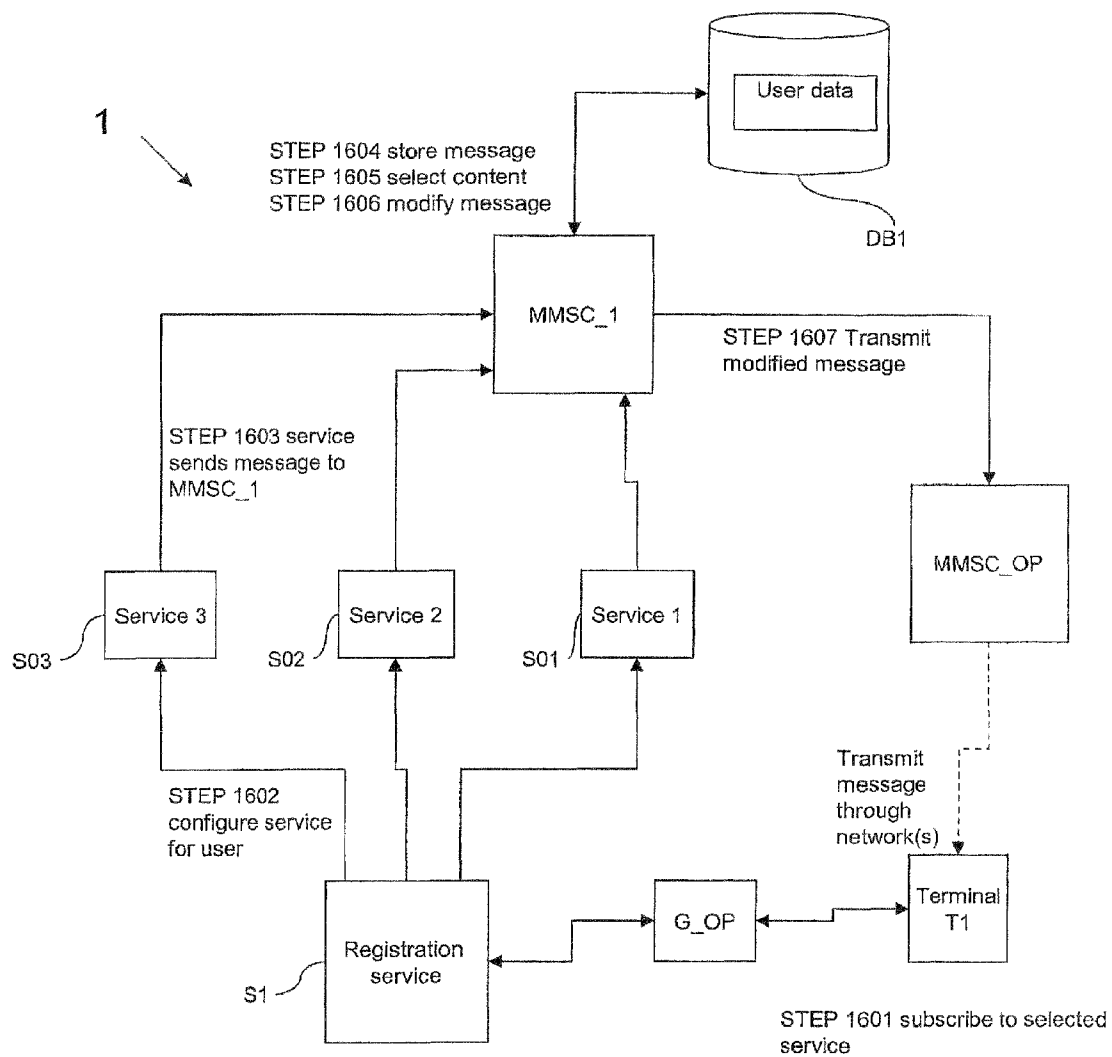 1
User data
DB1
STEP 1604 store message
STEP 1605 select content
STEP 1606 modify message
MMSC_1
STEP 1607 Transmit
modified message
STEP 1603 service
sends message to
MMSC_1
MMSC_OP
Service 3
Service 2
Service 1
S03
S02
S01
STEP 1602
configure service
for user
Transmit
message
through
network(s)
Registration
service
S1
G_OP
Terminal
T1
STEP 1601 subscribe to selected
service